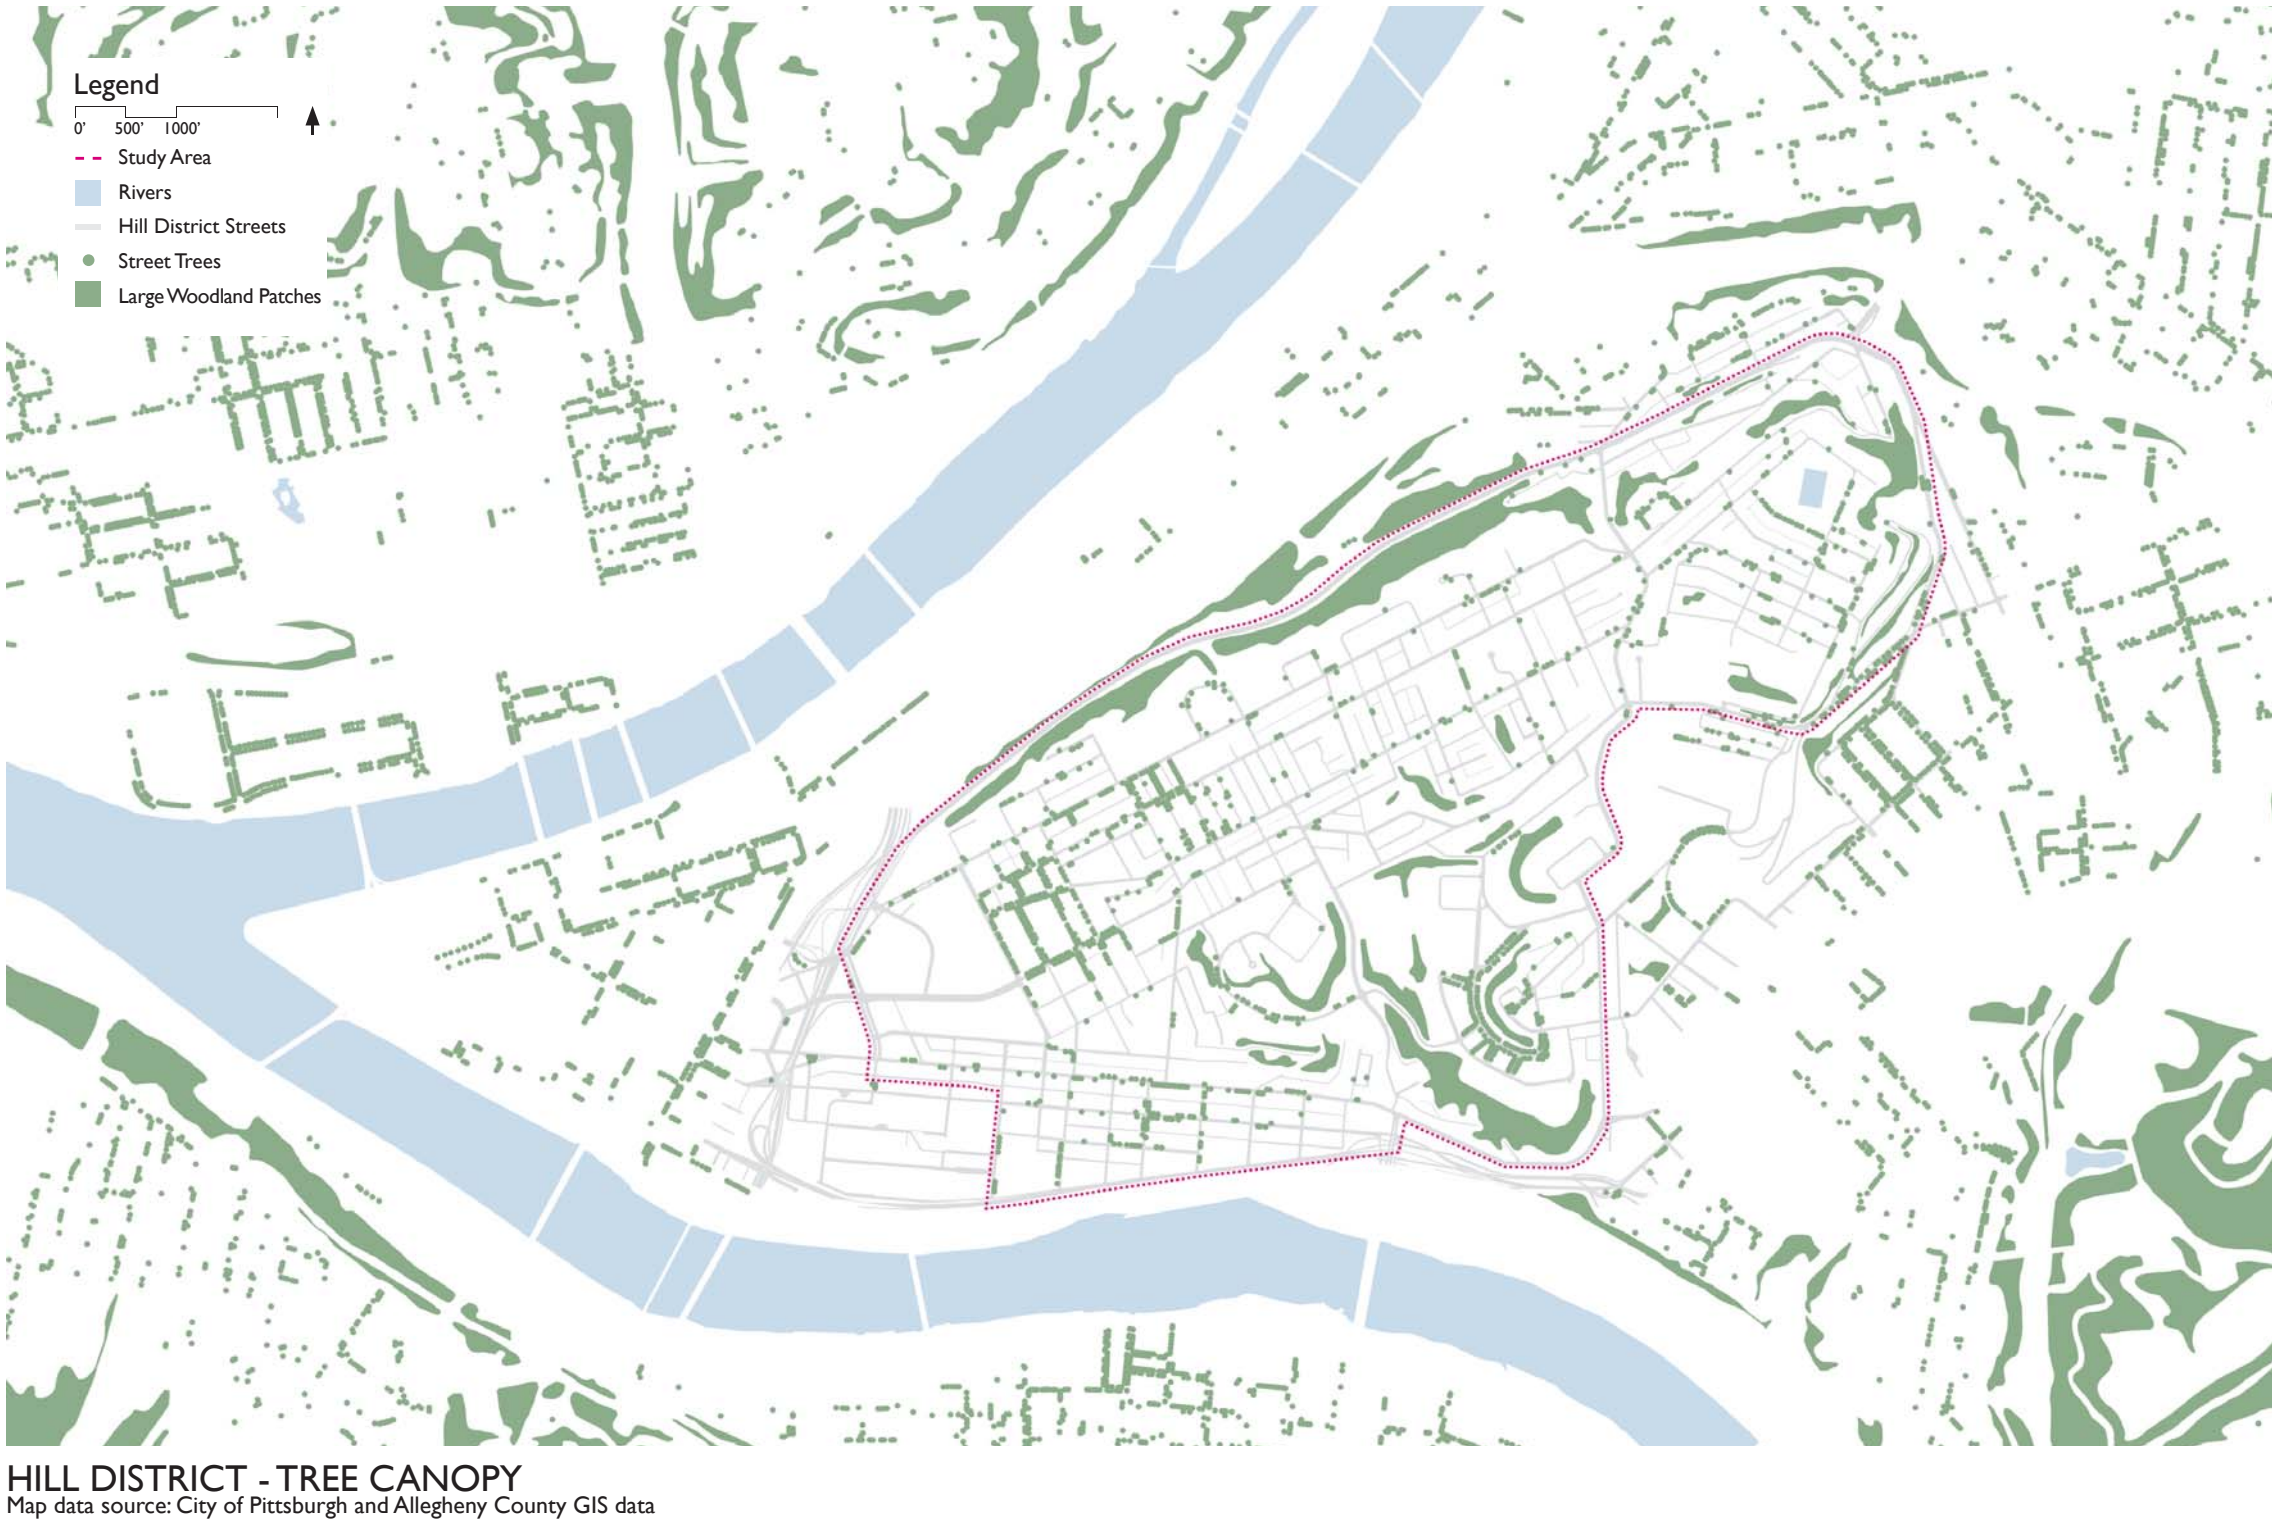 Legend
0' 500' 1000'
Study Area
Rivers
Hill District Streets
Street Trees
Large Woodland Patches
HILL DISTRICT - TREE CANOPY
Map data source: City of Pittsburgh and Allegheny County GIS data